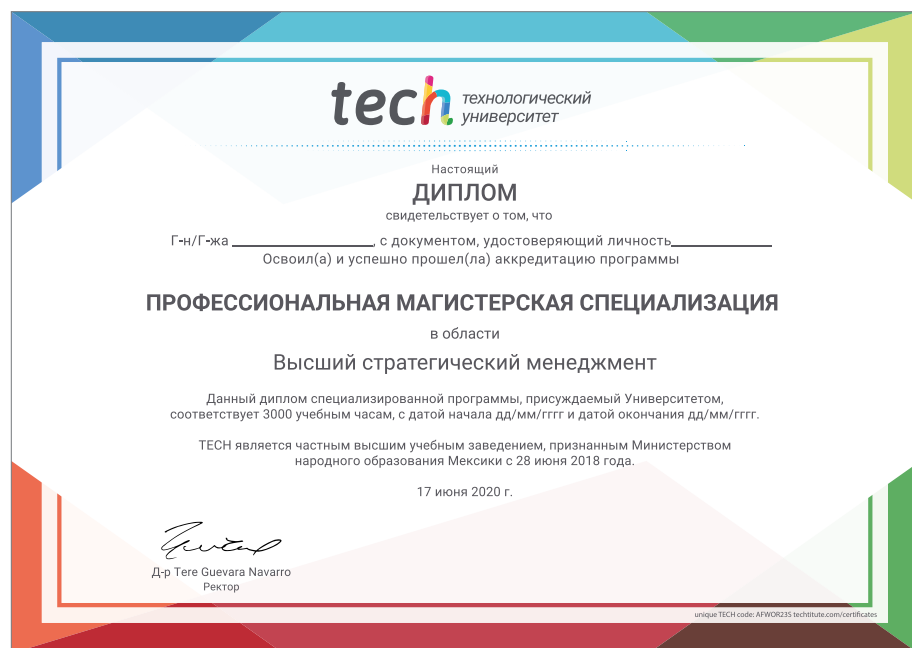 tech технологический
университет
Настоящий
ДИПЛОМ
свидетельствует о том, что
Г-н/Г-жа ____________________, с документом, удостоверяющий личность______________
Освоил(а) и успешно прошел(ла) аккредитацию программы
ПРОФЕССИОНАЛЬНАЯ МАГИСТЕРСКАЯ СПЕЦИАЛИЗАЦИЯ
в области
Высший стратегический менеджмент
Данный диплом специализированной программы, присуждаемый Университетом,
соответствует 3000 учебным часам, с датой начала дд/мм/гггг и датой окончания дд/мм/гггг.
TECH является частным высшим учебным заведением, признанным Министерством
народного образования Мексики с 28 июня 2018 года.
17 июня 2020 г.
Д-р Tere Guevara Navarro
Ректор
unique TECH code: AFWOR23S techtitute.com/certificates